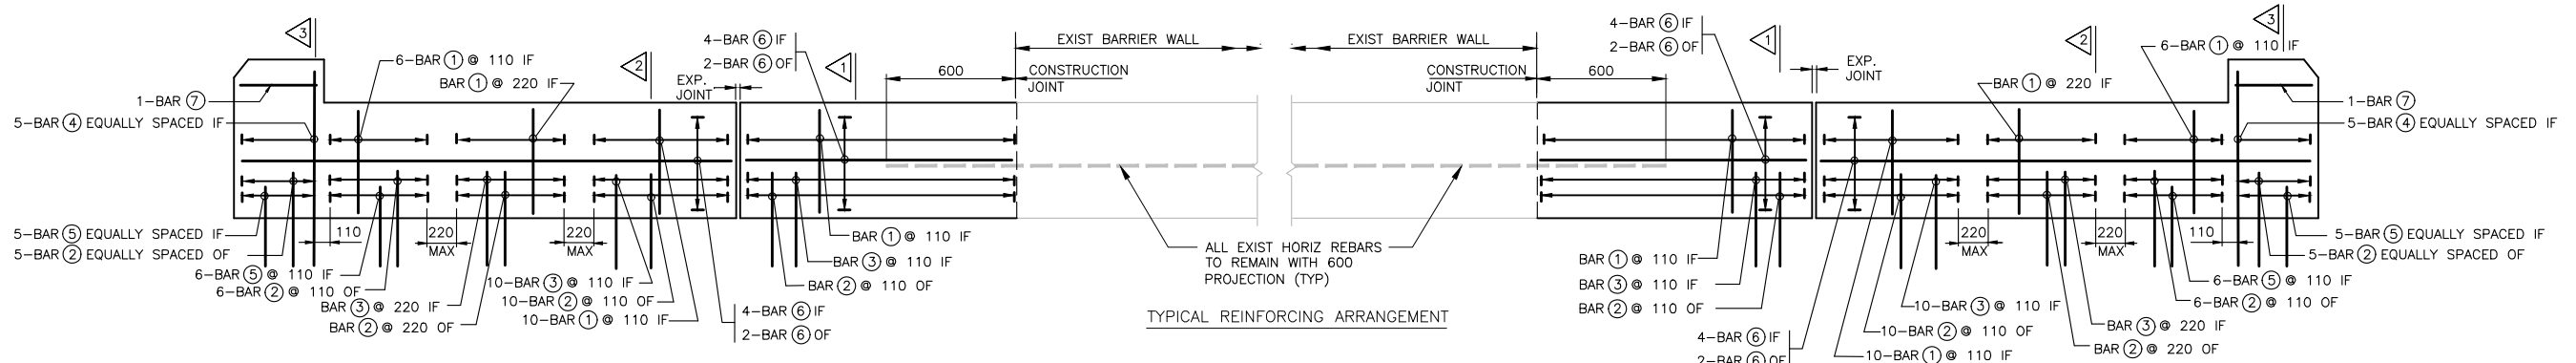 3
6-BAR 1 @ 110 IF
BAR 1 @ 220 IF
1-BAR 7
5-BAR 4 EQUALLY SPACED IF
2
EXP.
JOINT
4-BAR 6 IF
2-BAR 6 OF
1
600
EXIST BARRIER WALL
CONSTRUCTION
JOINT
5-BAR 5 EQUALLY SPACED IF
5-BAR 2 EQUALLY SPACED OF
110
6-BAR 5 @ 110 IF
6-BAR 2 @ 110 OF
220
MAX
BAR 3 @ 220 IF
BAR 2 @ 220 OF
220
MAX
10-BAR 3 @ 110 IF
10-BAR 2 @ 110 OF
10-BAR 1 @ 110 IF
4-BAR 6 IF
2-BAR 6 OF
BAR 1 @ 110 IF
BAR 3 @ 110 IF
BAR 2 @ 110 OF
ALL EXIST HORIZ REBARS
TO REMAIN WITH 600
PROJECTION (TYP)
TYPICAL REINFORCING ARRANGEMENT
EXIST BARRIER WALL
CONSTRUCTION
JOINT
600
4-BAR 6 IF
2-BAR 6 OF
1
EXP.
JOINT
2
BAR 1 @ 220 IF
6-BAR 1 @ 110 IF
3
1-BAR 7
5-BAR 4 EQUALLY SPACED IF
BAR 1 @ 110 IF
BAR 3 @ 110 IF
BAR 2 @ 110 OF
4-BAR 6 IF
2-BAR 6 OF
10-BAR 3 @ 110 IF
10-BAR 2 @ 110 OF
10-BAR 1 @ 110 IF
220
MAX
220
MAX
110
BAR 3 @ 220 IF
BAR 2 @ 220 OF
5-BAR 5 EQUALLY SPACED IF
5-BAR 2 EQUALLY SPACED OF
6-BAR 5 @ 110 IF
6-BAR 2 @ 110 OF